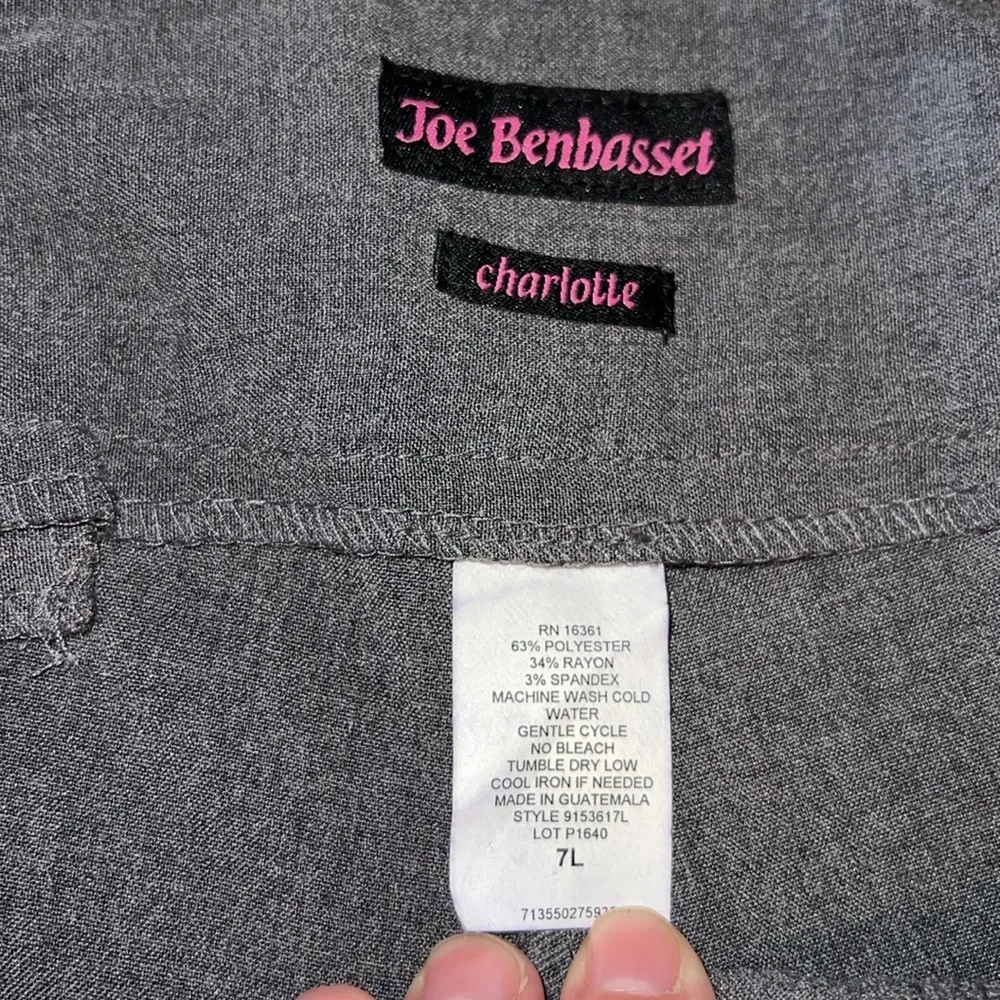 Joe Benbasset
charlotte
RN 16361
63% POLYESTER
34% RAYON
3% SPANDEX
MACHINE WASH COLD
WATER
GENTLE CYCLE
NO BLEACH
TUMBLE DRY LOW
COOL IRON IF NEEDED
MADE IN GUATEMALA
STYLE 9153617L
LOT P1640
7L